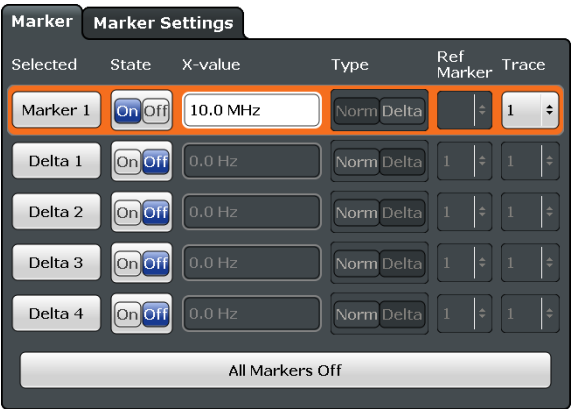 Marker Marker Settings
Selected State X-value Type Ref Marker Trace
Marker 1 On Off 10.0 MHz Norm Delta 1
Delta 1 On Off 0.0 Hz Norm Delta 1 1
Delta 2 On Off 0.0 Hz Norm Delta 1 1
Delta 3 On Off 0.0 Hz Norm Delta 1 1
Delta 4 On Off 0.0 Hz Norm Delta 1 1
All Markers Off